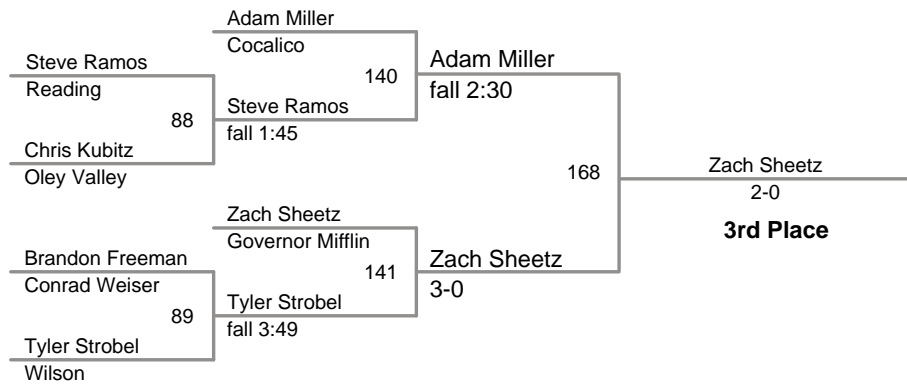 Adam Miller
Cocalico
Steve Ramos
Reading
88
Chris Kubitz
Oley Valley
140
Steve Ramos
fall 1:45
Adam Miller
fall 2:30
Zach Sheetz
Governor Mifflin
Brandon Freeman
Conrad Weiser
89
Tyler Strobel
Wilson
141
Tyler Strobel
fall 3:49
Zach Sheetz
3-0
168
Zach Sheetz
2-0
3rd Place